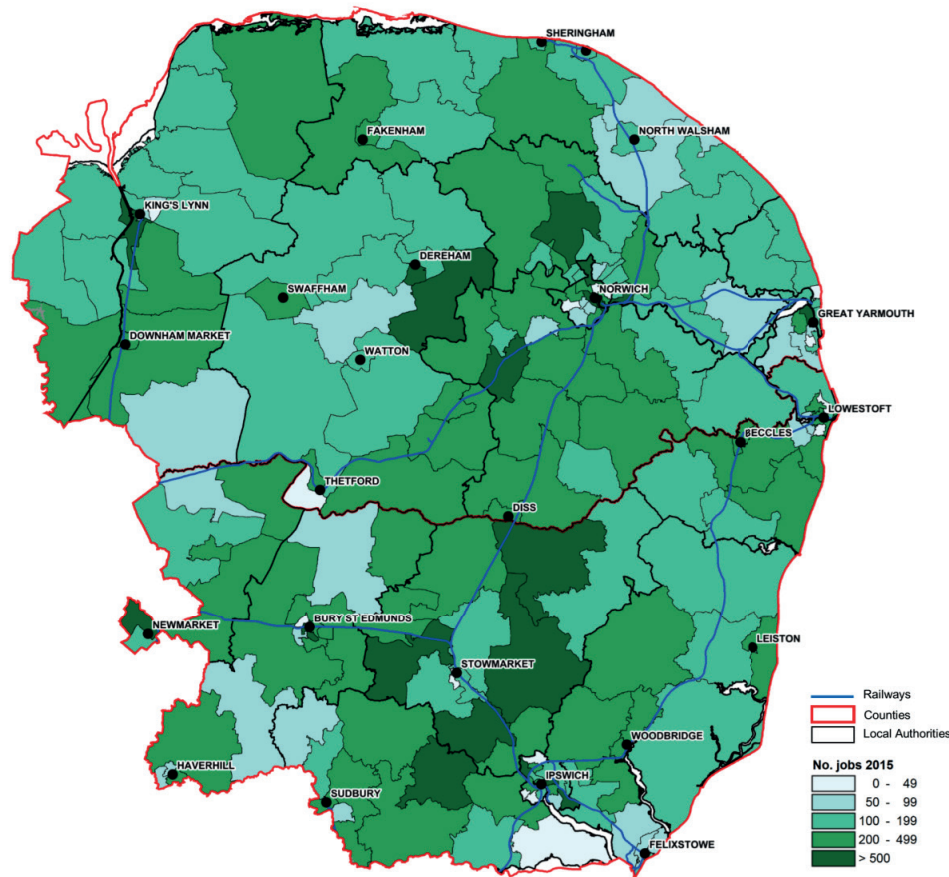 SHERINGHAM
FAKENHAM
NORTH WALSHAM
KING'S LYNN
DEREHAM
SWAFFHAM
NORWICH
GREAT YARMOUTH
DOWNHAM MARKET
WATTON
LOWESTOFT
BECCLES
THETFORD
DISS
BURY ST EDMUNDS
NEWMARKET
LEISTON
STOWMARKET
WOODBRIDGE
HAVERHILL
IPSWICH
SUDBURY
FELIXSTOWE
Railways
Counties
Local Authorities
No. jobs 2015
0 - 49
50 - 99
100 - 199
200 - 499
> 500